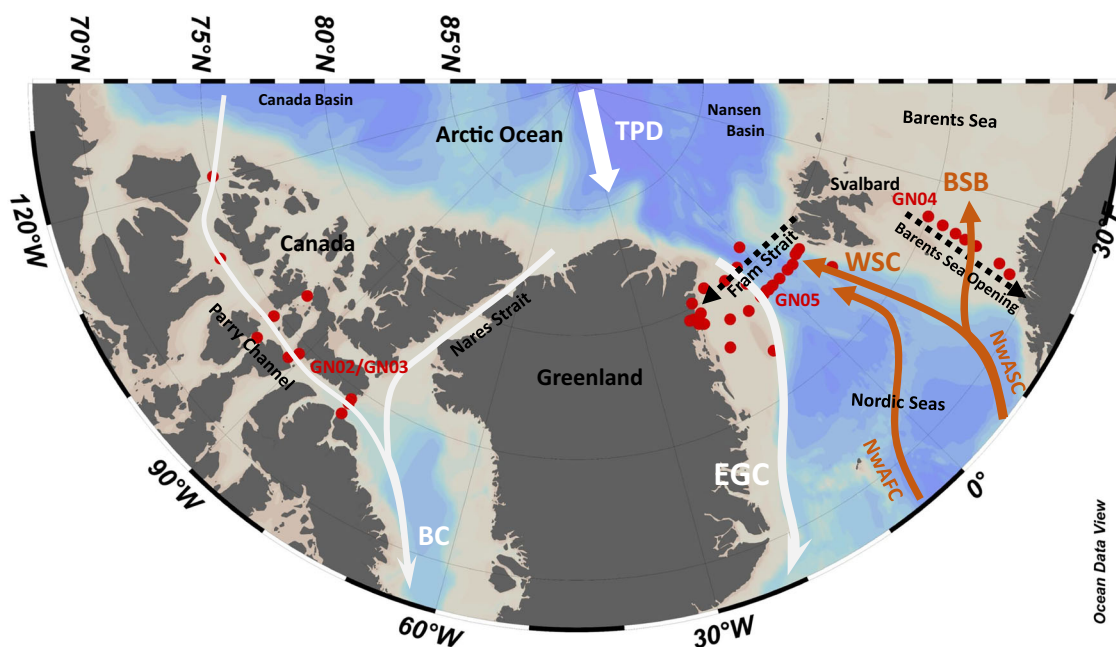 70°N
75°N
80°N
85°N
Canada Basin
Arctic Ocean
TPD
Nansen
Basin
Barents Sea
Svalbard
GN04
BSB
30°E
120°W
Canada
Fram Strait
WSC
Barents Sea Opening
GN05
Parry Channel
GN02/GN03
Nares Strait
Greenland
NwASC
Nordic Seas
EGC
NwAFC
90°W
BC
0°
60°W
30°W
Ocean Data View